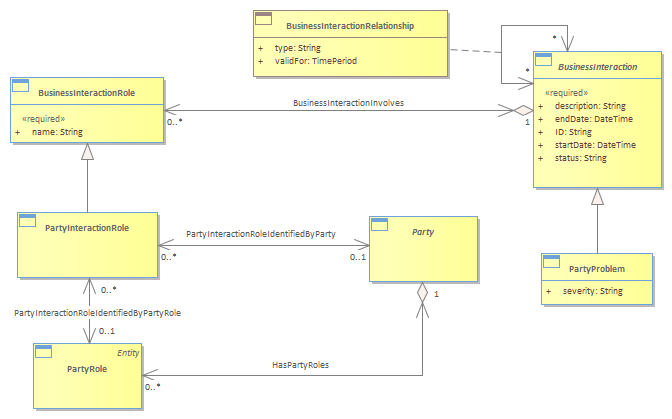 BusinessInteractionRelationship
+ type: String
+ validFor: TimePeriod
*
*
BusinessInteraction
«required»
+ description: String
+ endDate: DateTime
+ ID: String
+ startDate: DateTime
+ status: String
BusinessInteractionRole
«required»
+ name: String
BusinessInteractionInvolves
0..*
1
PartyInteractionRole
PartyInteractionRoleIdentifiedByParty
0..*
0..1
Party
1
PartyProblem
+ severity: String
0..*
PartyInteractionRoleIdentifiedByPartyRole
0..1
Entity
PartyRole
HasPartyRoles
0..*